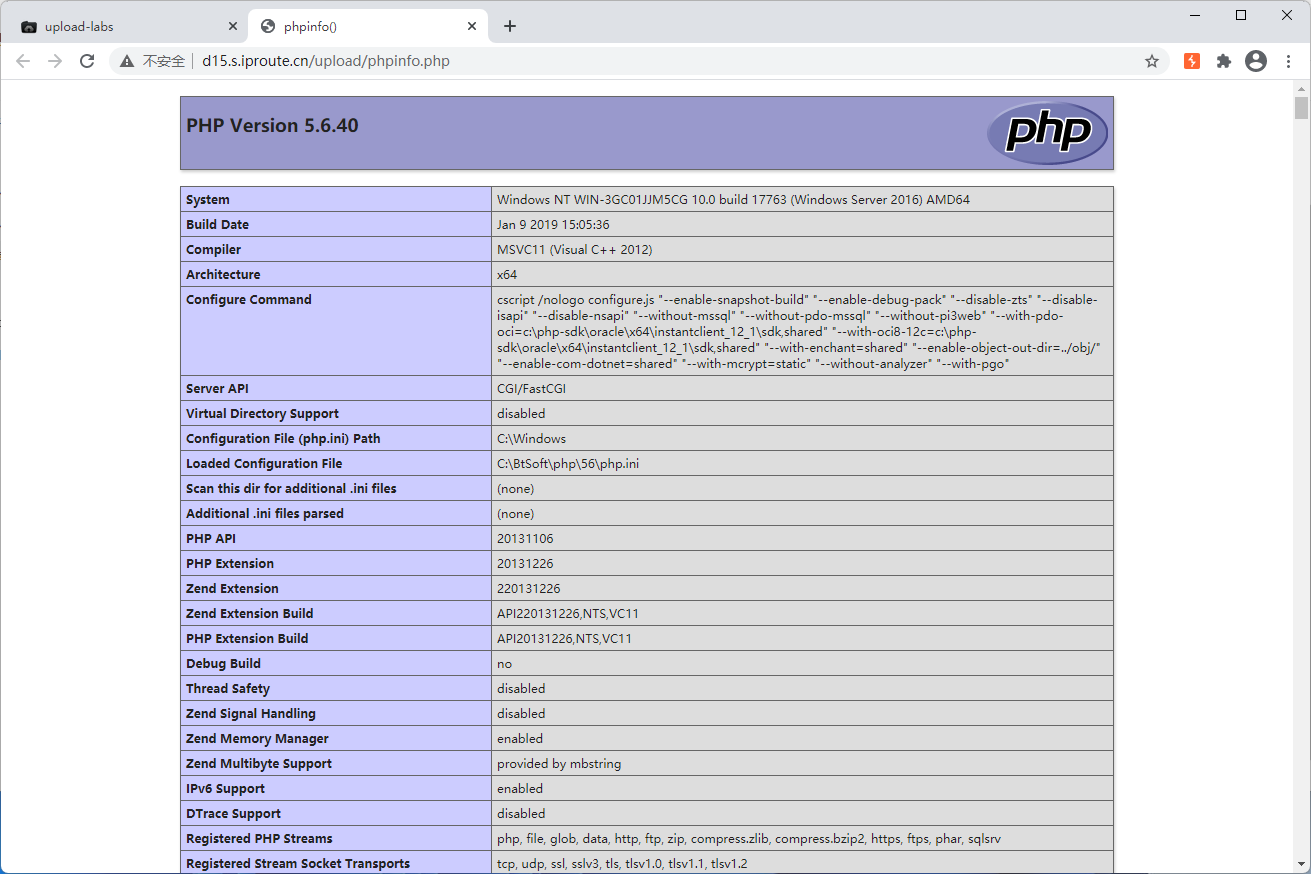 upload-labs
phpinfo()
不安全 d15.s.iproute.cn/upload/phpinfo.php
PHP Version 5.6.40
php
System Windows NT WIN-3GC01JJM5CG 10.0 build 17763 (Windows Server 2016) AMD64
Build Date Jan 9 2019 15:05:36
Compiler MSVC11 (Visual C++ 2012)
Architecture x64
Configure Command cscript /nologo configure.js "--enable-snapshot-build" "--enable-debug-pack" "--disable-zts" "--disable-
isapi" "--disable-nsapi" "--without-mssql" "--without-pdo-mssql" "--without-pi3web" "--with-pdo-
oci=c:\php-sdk\oracle\x64\instantclient_12_1\sdk,shared" "--with-oci8-12c=c:\php-
sdk\oracle\x64\instantclient_12_1\sdk,shared" "--with-enchant=shared" "--enable-object-out-dir=../obj/"
"--enable-com-dotnet=shared" "--with-mcrypt=static" "--without-analyzer" "--with-pgo"
Server API CGI/FastCGI
Virtual Directory Support disabled
Configuration File (php.ini) Path C:\Windows
Loaded Configuration File C:\BtSoft\php\56\php.ini
Scan this dir for additional .ini files (none)
Additional .ini files parsed (none)
PHP API 20131106
PHP Extension 20131226
Zend Extension 220131226
Zend Extension Build API220131226,NTS,VC11
PHP Extension Build API20131226,NTS,VC11
Debug Build no
Thread Safety disabled
Zend Signal Handling disabled
Zend Memory Manager enabled
Zend Multibyte Support provided by mbstring
IPv6 Support enabled
DTrace Support disabled
Registered PHP Streams php, file, glob, data, http, ftp, zip, compress.zlib, compress.bzip2, https, ftps, phar, sqlsrv
Registered Stream Socket Transports tcp, udp, ssl, sslv3, tls, tlsv1.0, tlsv1.1, tlsv1.2